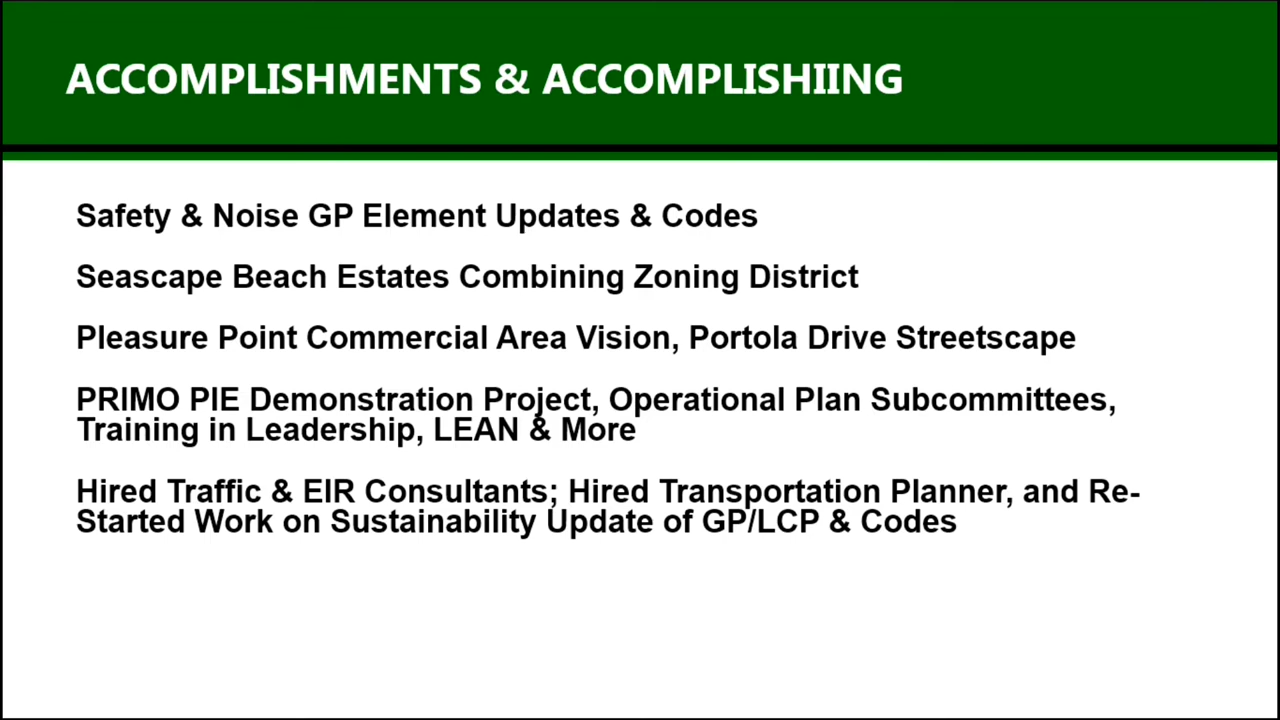 ACCOMPLISHMENTS & ACCOMPLISHIING
Safety & Noise GP Element Updates & Codes
Seascape Beach Estates Combining Zoning District
Pleasure Point Commercial Area Vision, Portola Drive Streetscape
PRIMO PIE Demonstration Project, Operational Plan Subcommittees,
Training in Leadership, LEAN & More
Hired Traffic & EIR Consultants; Hired Transportation Planner, and Re-
Started Work on Sustainability Update of GP/LCP & Codes